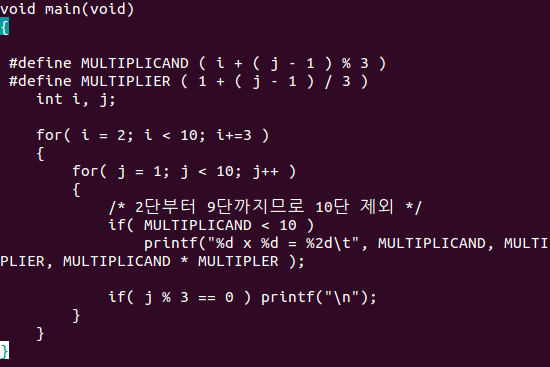 void main(void)
{
 #define MULTIPLICAND ( i + ( j - 1 ) % 3 )
 #define MULTIPLIER ( 1 + ( j - 1 ) / 3 )
    int i, j;
    for( i = 2; i < 10; i+=3 )
    {
        for( j = 1; j < 10; j++ )
        {
            /* 2단부터 9단까지므로 10단 제외 */
            if( MULTIPLICAND < 10 )
                printf("%d x %d = %2d\t", MULTIPLICAND, MULTI
PLIER, MULTIPLICAND * MULTIPLER );
            if( j % 3 == 0 ) printf("\n");
        }
    }
}